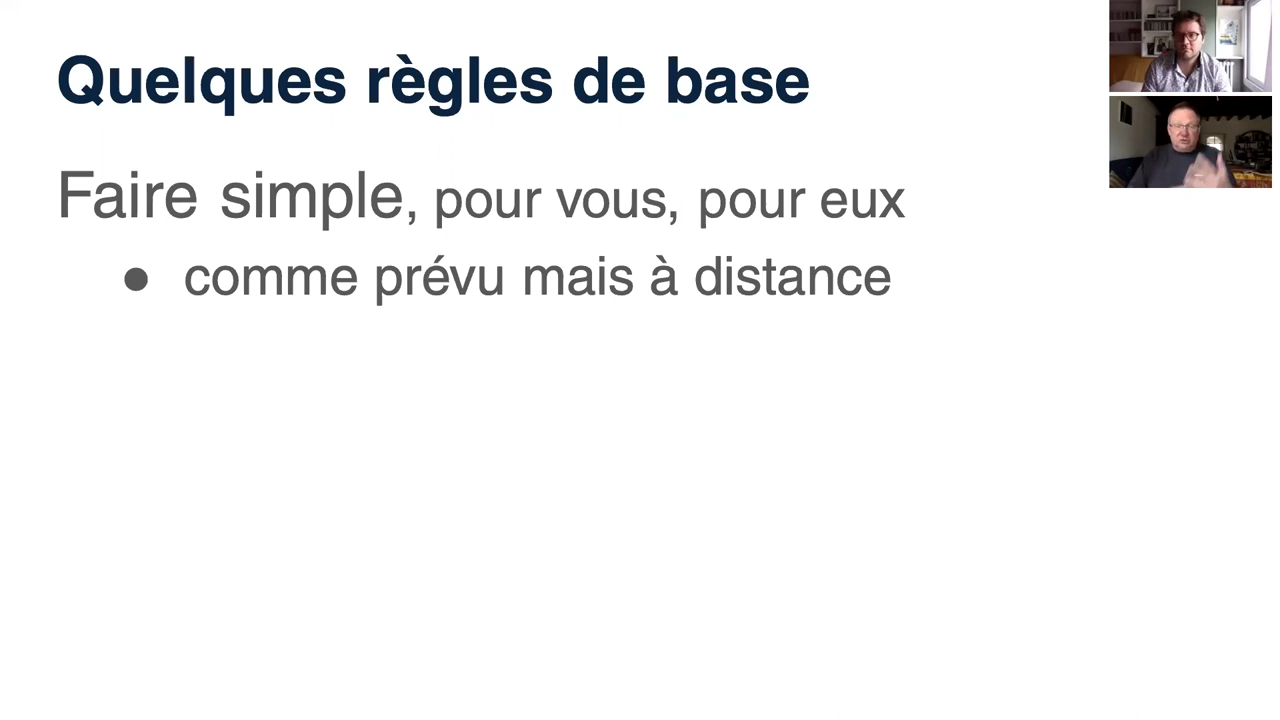 Quelques règles de base
Faire simple, pour vous, pour eux
● comme prévu mais à distance